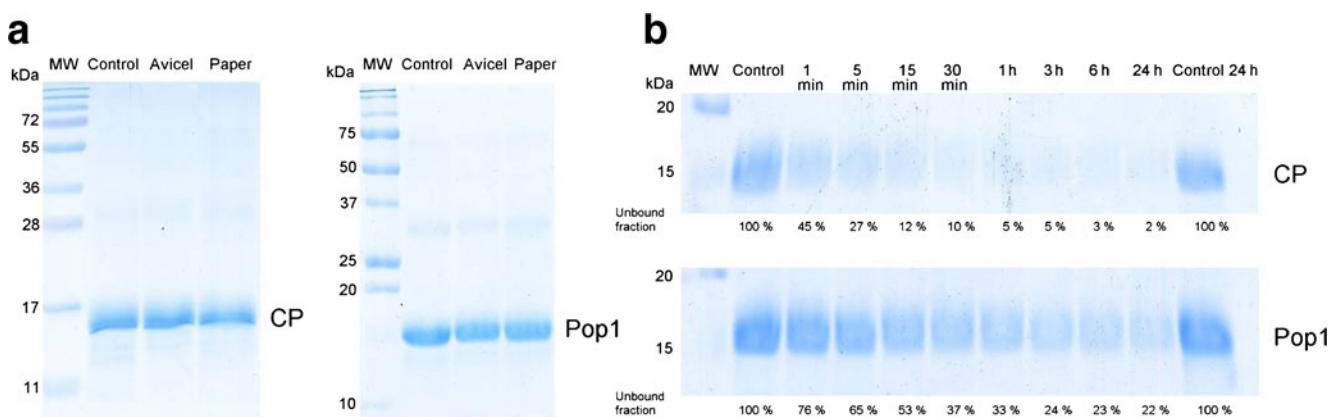 a
MW Control Avicel Paper
kDa
72
55
36
28
17
11
CP
MW Control Avicel Paper
kDa
75
50
37
25
20
10
Pop1
b
MW Control 1 min 5 min 15 min 30 min 1 h 3 h 6 h 24 h Control 24 h
kDa
20
15
CP
Unbound fraction 100 % 45 % 27 % 12 % 10 % 5 % 5 % 3 % 2 % 100 %
20
15
Pop1
Unbound fraction 100 % 76 % 65 % 53 % 37 % 33 % 24 % 23 % 22 % 100 %